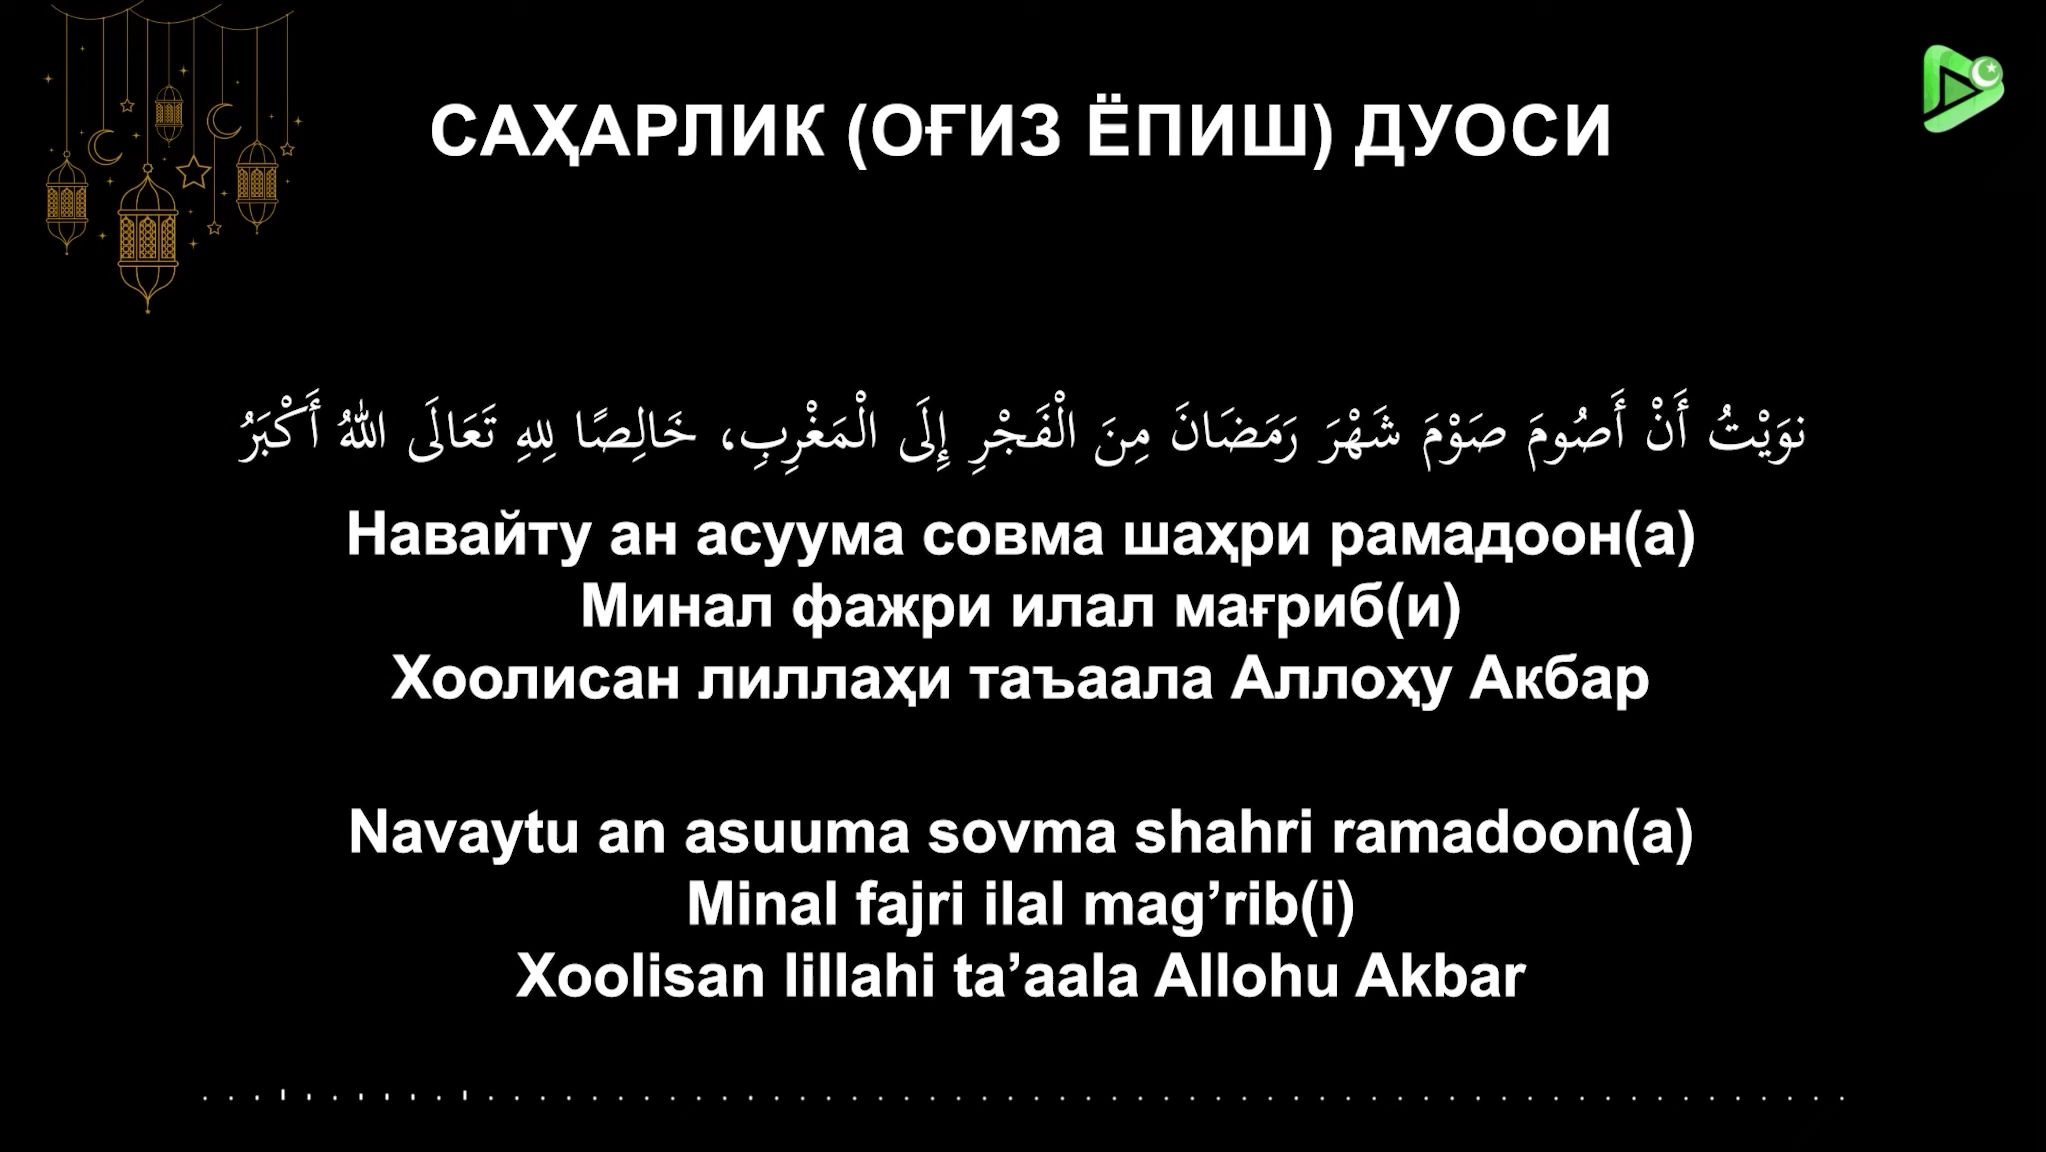 САҲАРЛИК (ОҒИЗ ЁПИШ) ДУОСИ
نوَيْتُ أَنْ أَصُومَ صَوْمَ شَهْرَ رَمَضَانَ مِنَ الْفَجْرِ إِلَى الْمَغْرِبِ، خَالِصًا لِلهِ تَعَالَى اللهُ أَكْبَرُ
Навайту ан асуума совма шаҳри рамадоон(а)
Минал фажри илал мағриб(и)
Хоолисан лиллаҳи таъаала Аллоҳу Акбар
Navaytu an asuuma sovma shahri ramadoon(a)
Minal fajri ilal mag’rib(i)
Xoolisan lillahi ta’aala Allohu Akbar